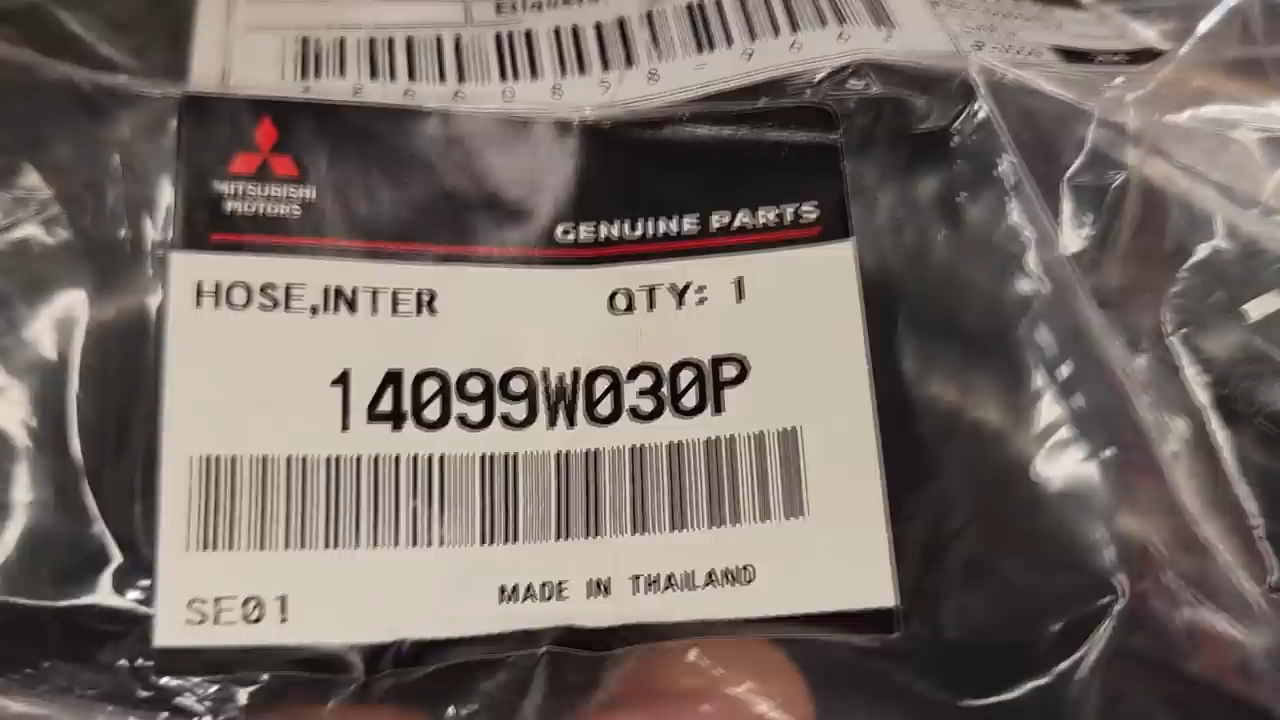 MITSUBISHI
MOTORS
GENUINE PARTS
HOSE,INTER QTY: 1
14099W030P
MADE IN THAILAND
SE01